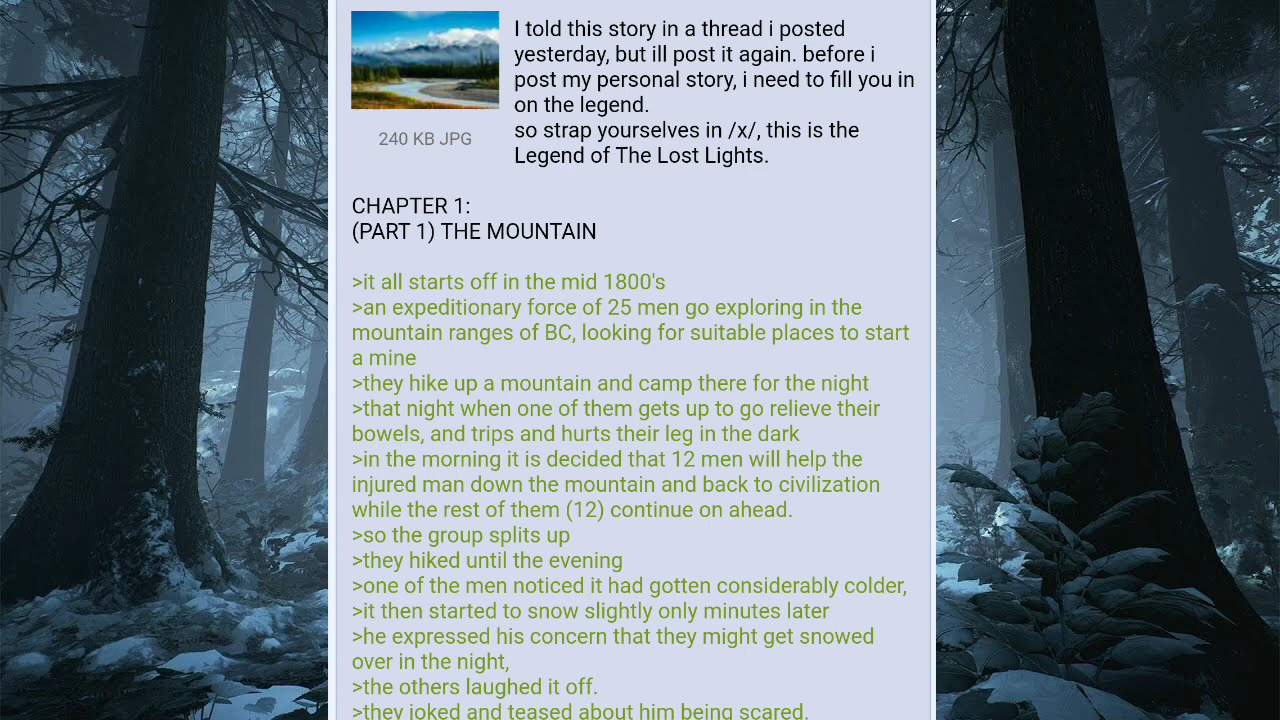 I told this story in a thread i posted
yesterday, but ill post it again. before i
post my personal story, i need to fill you in
on the legend.
so strap yourselves in /x/, this is the
Legend of The Lost Lights.
240 KB JPG
CHAPTER 1:
(PART 1) THE MOUNTAIN
>it all starts off in the mid 1800's
>an expeditionary force of 25 men go exploring in the
mountain ranges of BC, looking for suitable places to start
a mine
>they hike up a mountain and camp there for the night
>that night when one of them gets up to go relieve their
bowels, and trips and hurts their leg in the dark
>in the morning it is decided that 12 men will help the
injured man down the mountain and back to civilization
while the rest of them (12) continue on ahead.
>so the group splits up
>they hiked until the evening
>one of the men noticed it had gotten considerably colder,
>it then started to snow slightly only minutes later
>he expressed his concern that they might get snowed
over in the night,
>the others laughed it off.
>they joked and teased about him being scared.